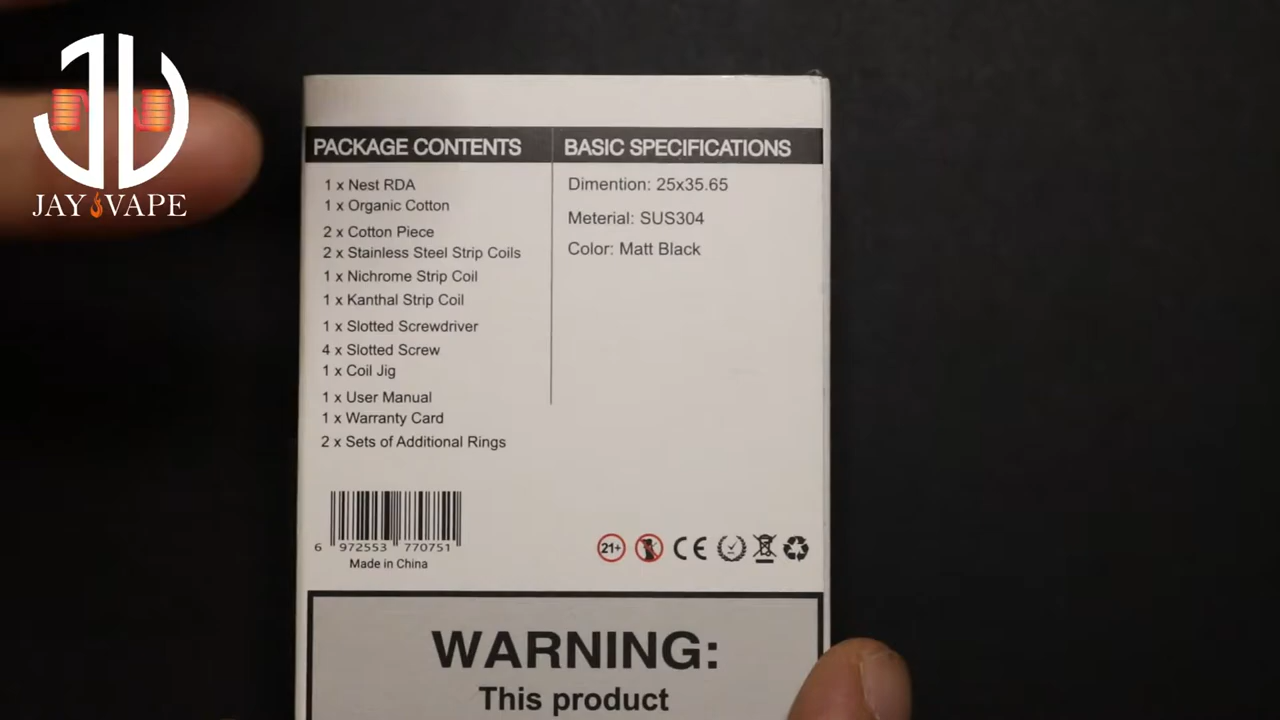 JAY VAPE
PACKAGE CONTENTS
1 x Nest RDA
1 x Organic Cotton
2 x Cotton Piece
2 x Stainless Steel Strip Coils
1 x Nichrome Strip Coil
1 x Kanthal Strip Coil
1 x Slotted Screwdriver
4 x Slotted Screw
1 x Coil Jig
1 x User Manual
1 x Warranty Card
2 x Sets of Additional Rings
BASIC SPECIFICATIONS
Dimention: 25x35.65
Meterial: SUS304
Color: Matt Black
6 972553 770751
Made in China
21+
CE
WARNING:
This product